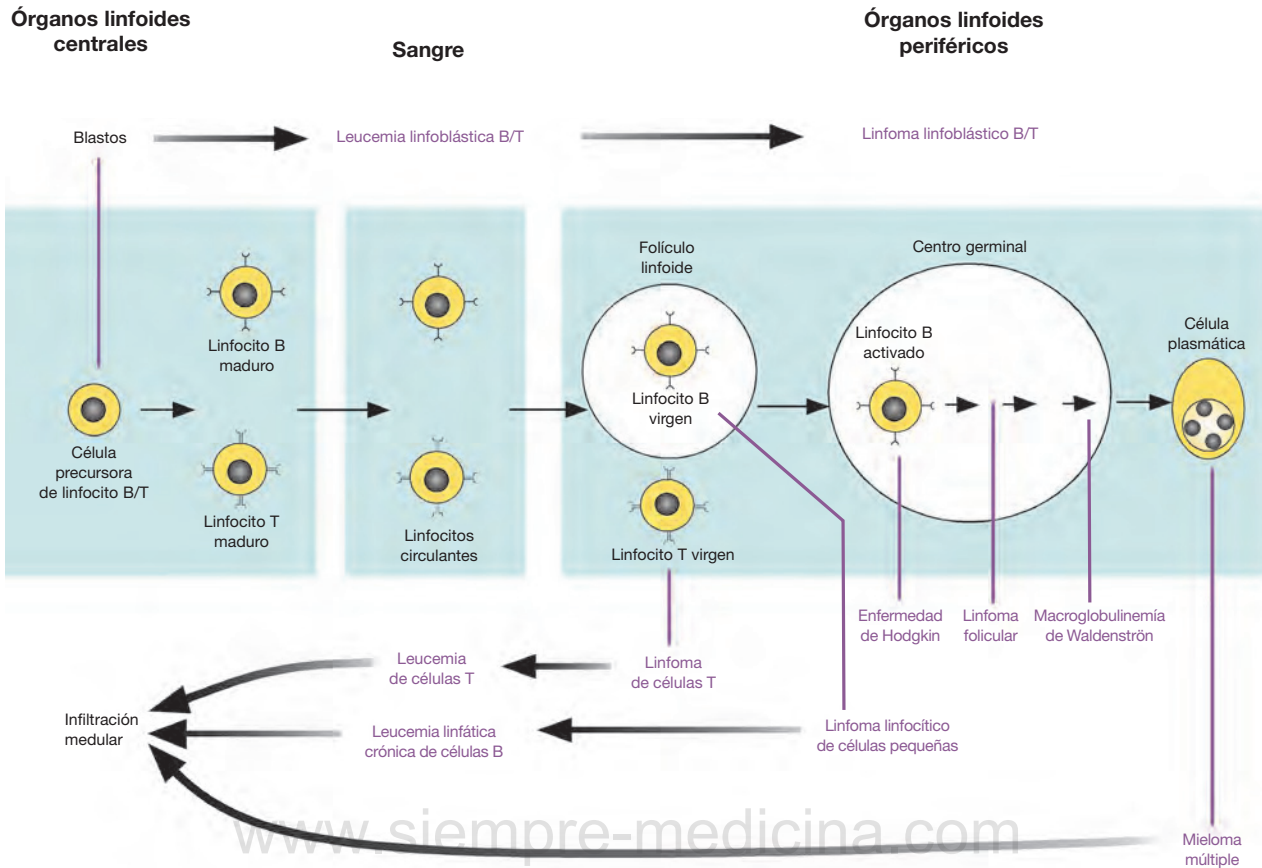 Órganos linfoides
centrales
Sangre
Órganos linfoides
periféricos
Blastos
Leucemia linfoblástica B/T
Linfoma linfoblástico B/T
Linfocito B
maduro
Célula
precursora
de linfocito B/T
Linfocito T
maduro
Linfocitos
circulantes
Folículo
linfoide
Linfocito B
virgen
Linfocito T virgen
Centro germinal
Linfocito B
activado
Célula
plasmática
Enfermedad
de Hodgkin
Linfoma
folicular
Macroglobulinemía
de Waldenströn
Leucemia
de células T
Linfoma
de células T
Infiltración
medular
Leucemia linfática
crónica de células B
Linfoma linfocítico
de células pequeñas
Mieloma
múltiple
www.siempre-medicina.com